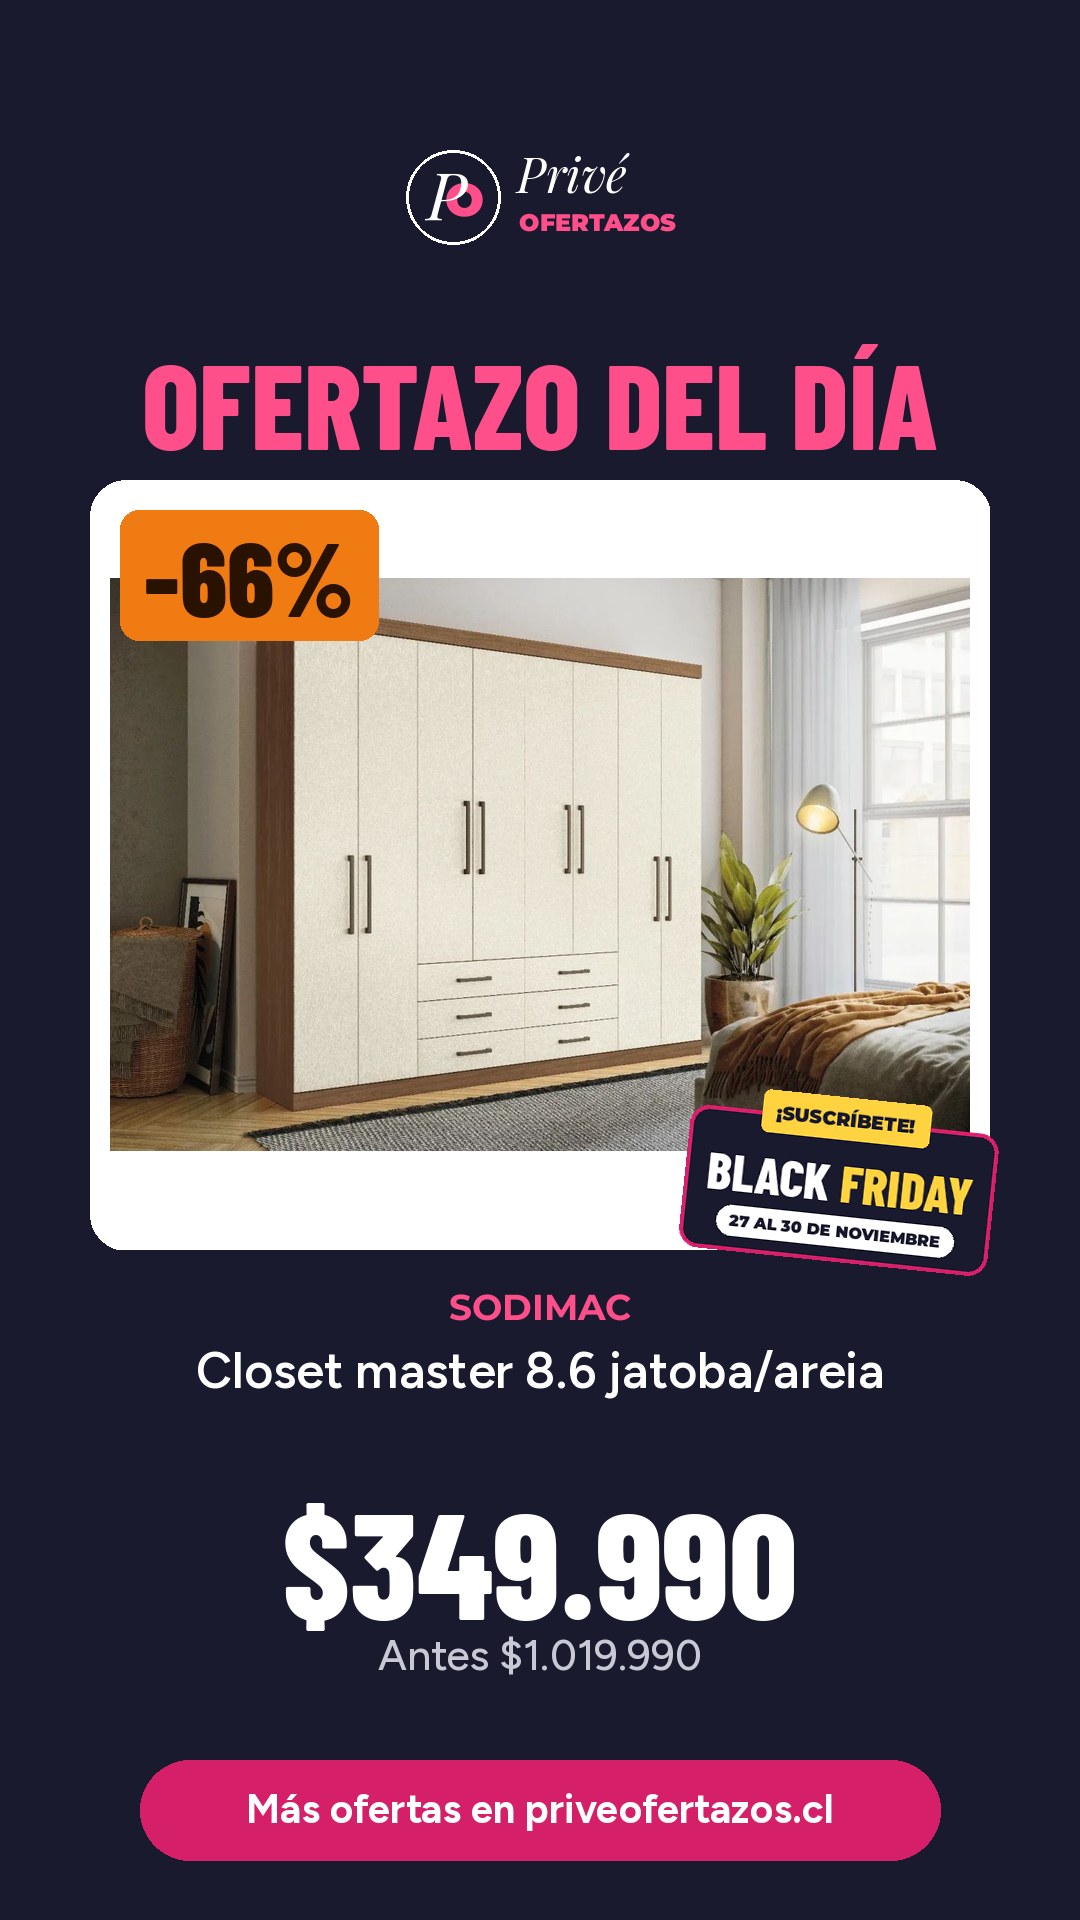 PO
Privé
OFERTAZOS
OFERTAZO DEL DÍA
-66%
¡SUSCRÍBETE!
BLACK FRIDAY
27 AL 30 DE NOVIEMBRE
SODIMAC
Closet master 8.6 jatoba/areia
$349.990
Antes $1.019.990
Más ofertas en priveofertazos.cl